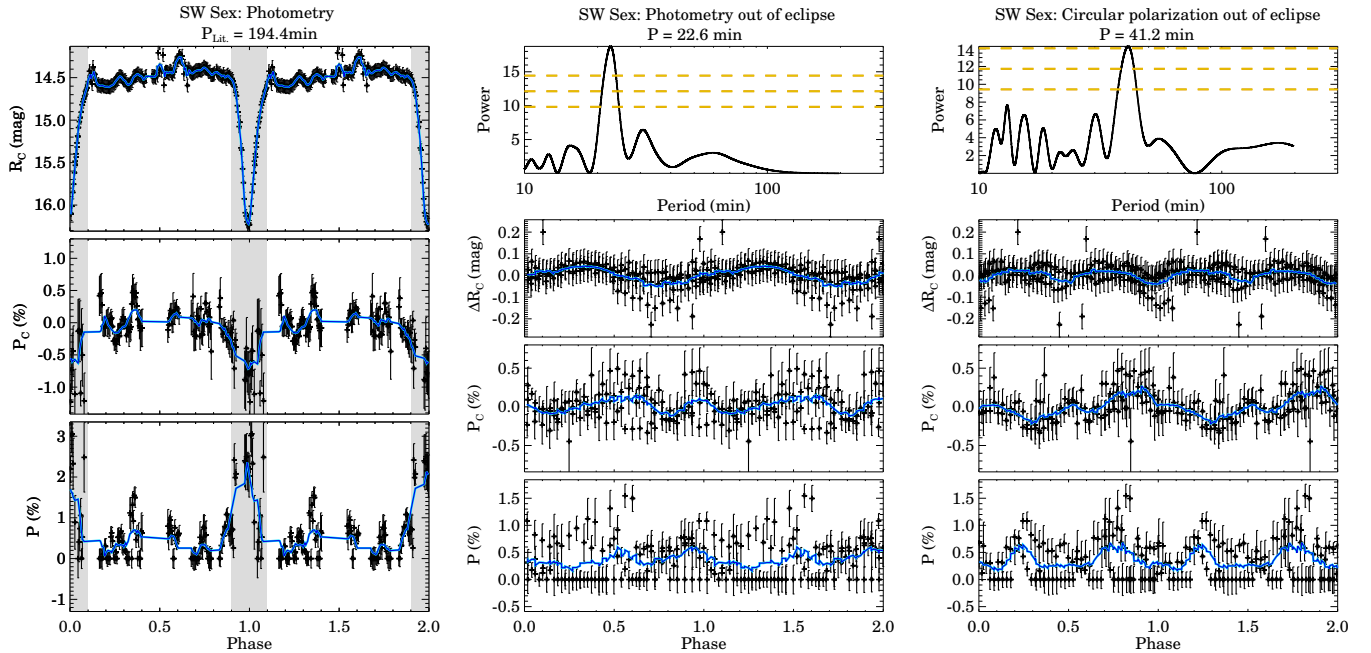 SW Sex: Photometry
P_Lit. = 194.4min
14.5
15.0
15.5
16.0
R_C (mag)
1.0
0.5
0.0
-0.5
-1.0
P_C (%)
3
2
1
0
-1
P (%)
0.0 0.5 1.0 1.5 2.0
Phase
SW Sex: Photometry out of eclipse
P = 22.6 min
15
10
5
Power
10 100
Period (min)
0.2
0.1
0.0
-0.1
-0.2
ΔR_C (mag)
0.5
0.0
-0.5
P_C (%)
1.5
1.0
0.5
0.0
-0.5
P (%)
0.0 0.5 1.0 1.5 2.0
Phase
SW Sex: Circular polarization out of eclipse
P = 41.2 min
14
12
10
8
6
4
2
Power
10 100
Period (min)
0.2
0.1
0.0
-0.1
-0.2
ΔR_C (mag)
0.5
0.0
-0.5
P_C (%)
1.5
1.0
0.5
0.0
-0.5
P (%)
0.0 0.5 1.0 1.5 2.0
Phase